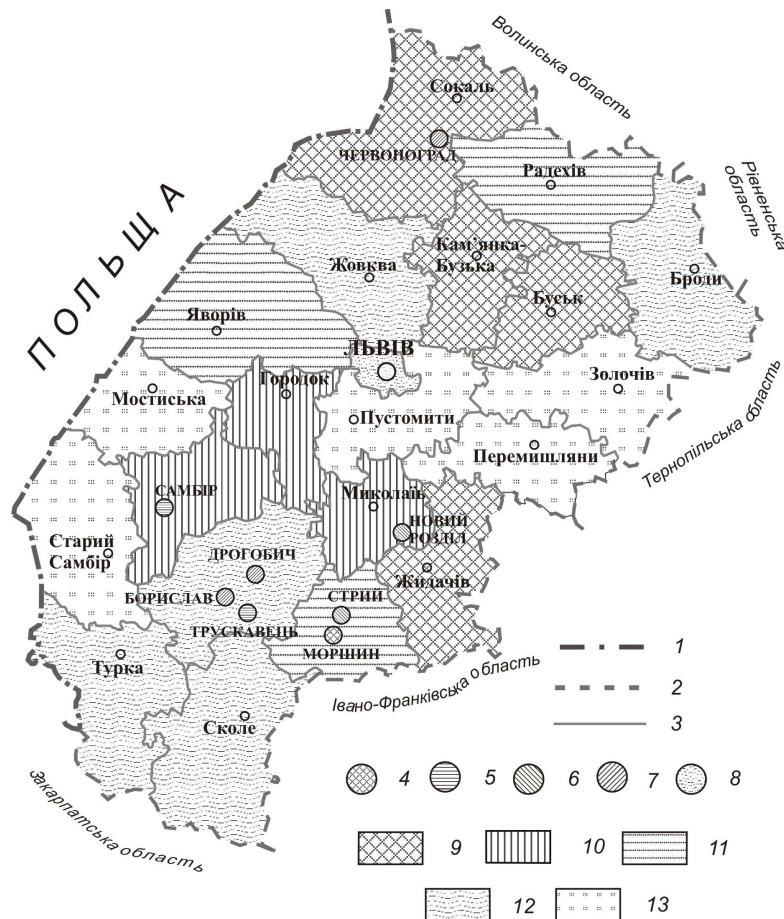 Волинська область
Рівненська
область
ПОЛЬЩА
Сокаль
ЧЕРВОНОГРАД
Радехів
Кам'янка-
Бузька
Жовква
Броди
Буськ
Яворів
ЛЬВІВ
Городок
Мостиська
Золочів
Пустомити
Перемишляни
Тернопільська область
САМБІР
Миколаїв
НОВИЙ
РОЗДІЛ
Старий
Самбір
ДРОГОБИЧ
Жидачів
БОРИСЛАВ
СТРИЙ
ТРУСКАВЕЦЬ
МОРШИН
Турка
Сколе
Івано-Франківська область
Закарпатська область
1
2
3
4 5 6 7 8
9 10 11
12 13